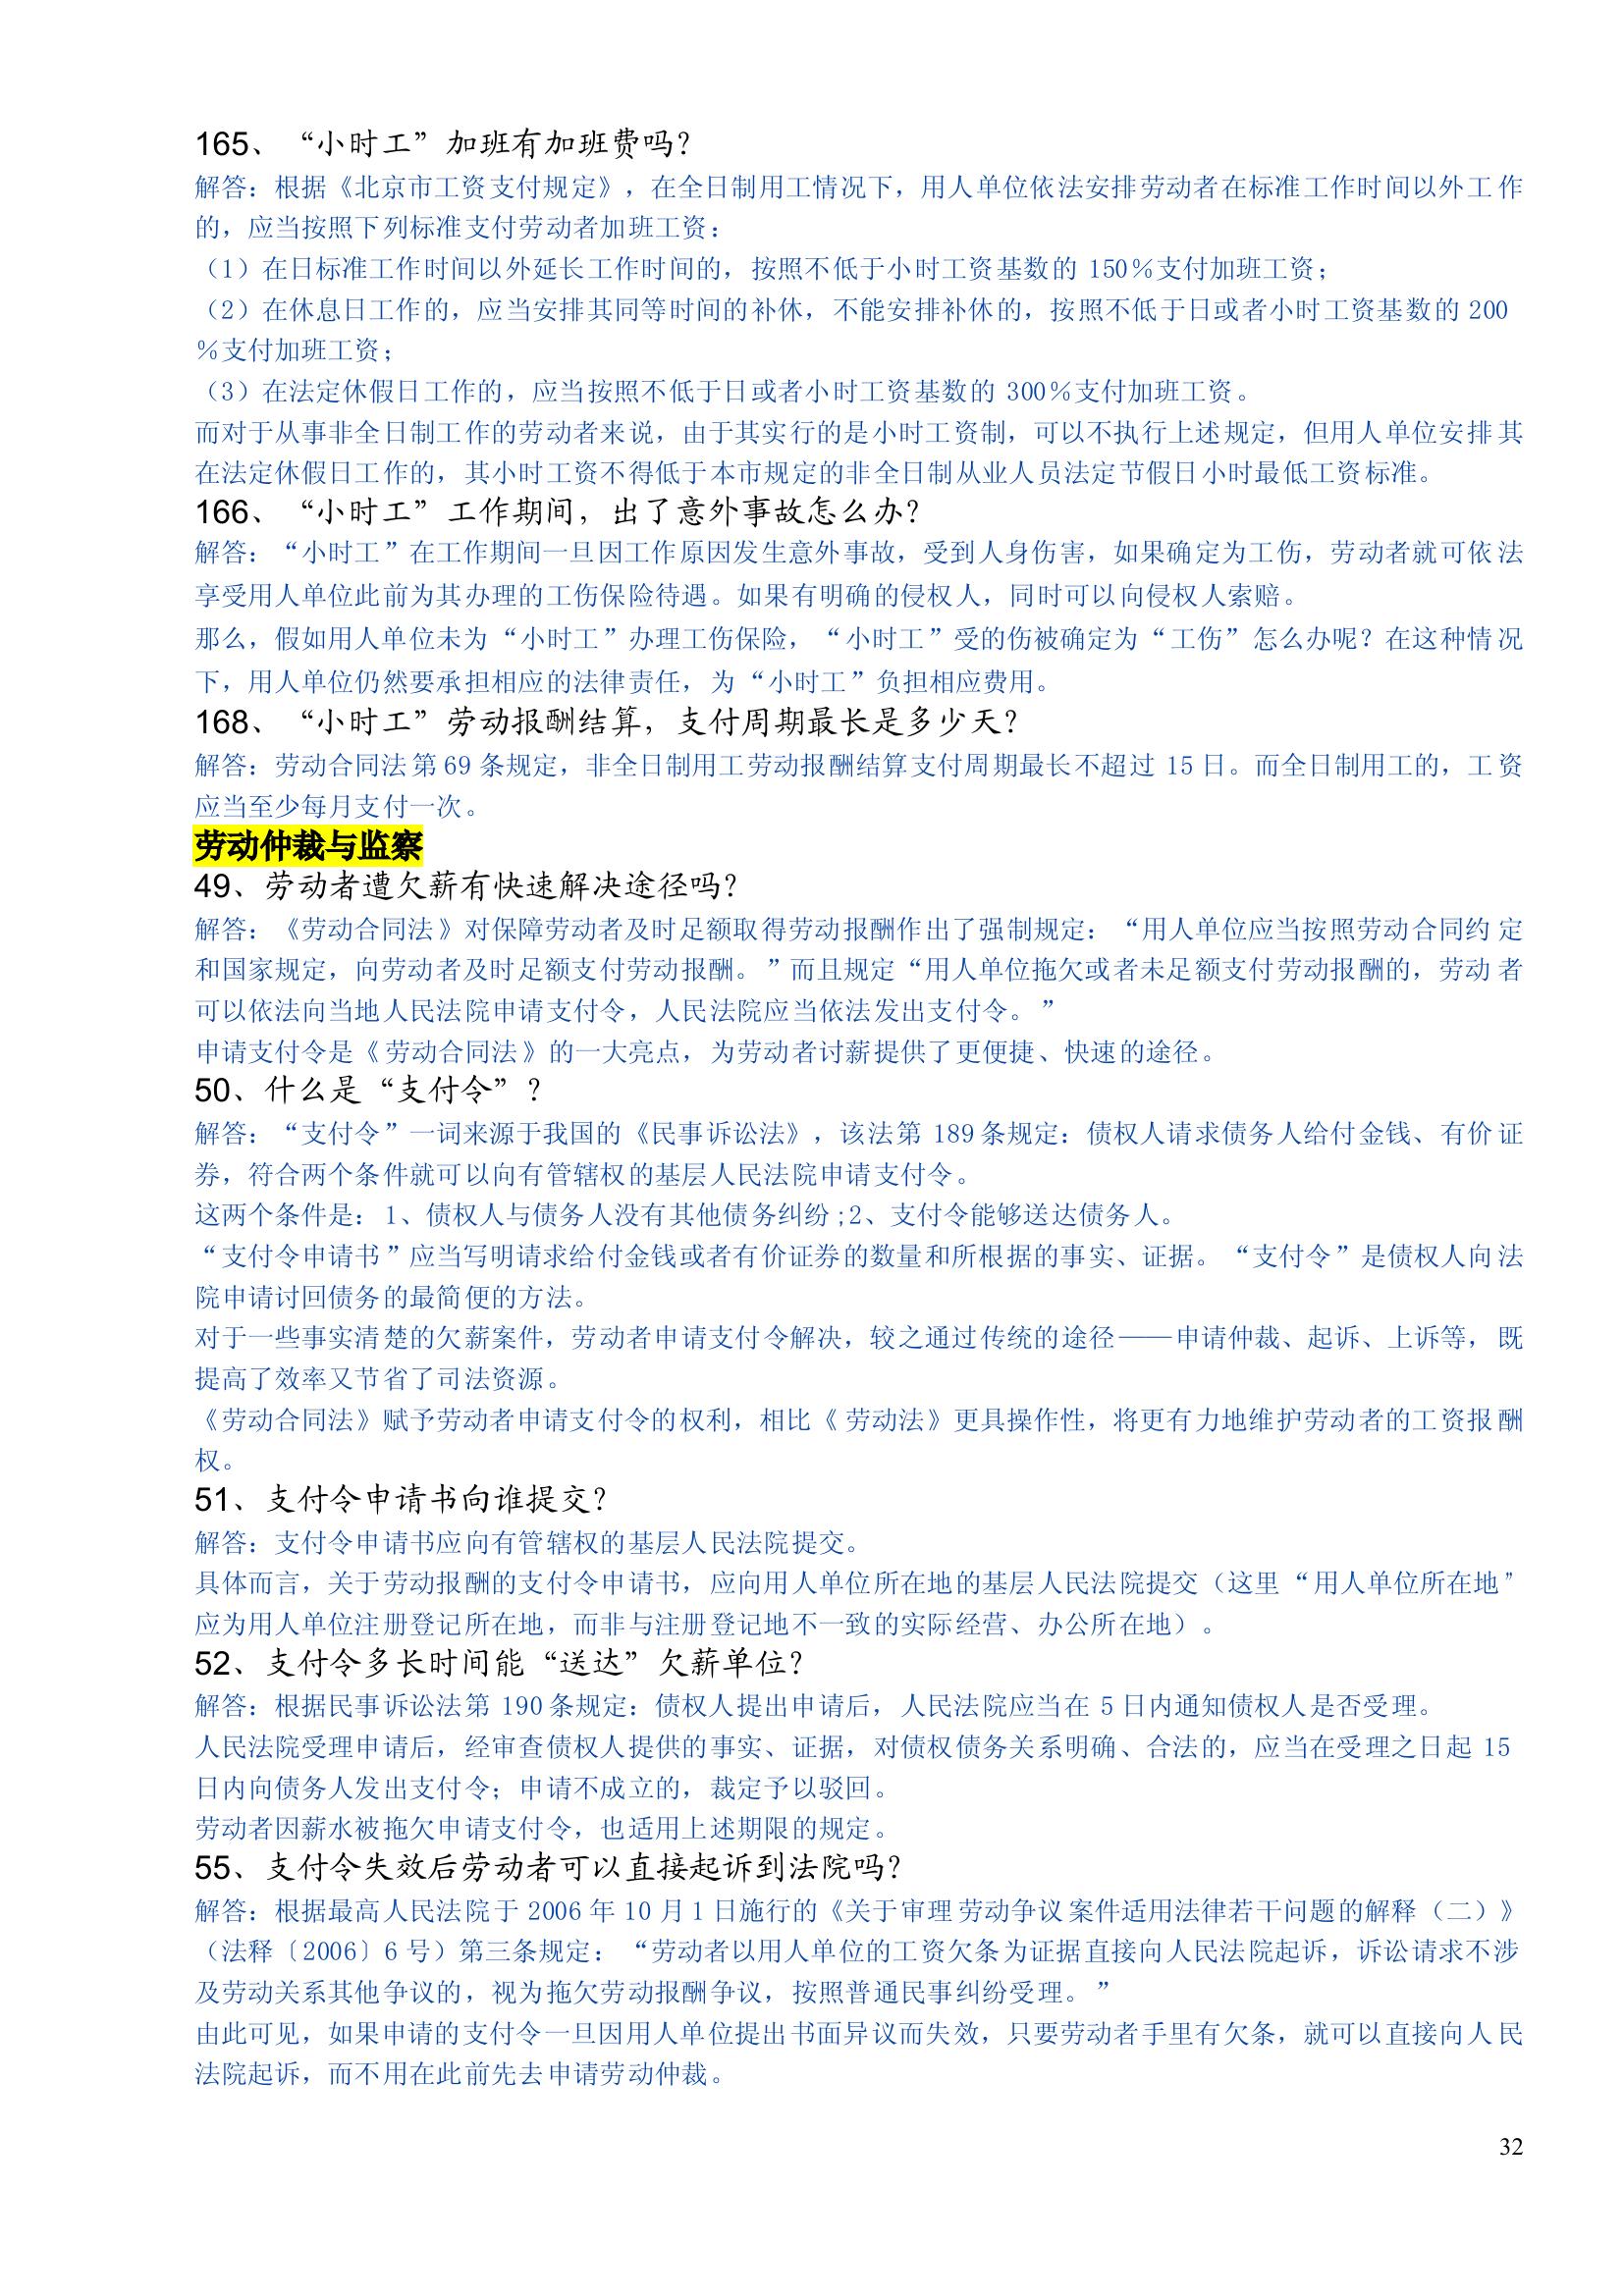 165、“小时工”加班有加班费吗？
解答：根据《北京市工资支付规定》，在全日制用工情况下，用人单位依法安排劳动者在标准工作时间以外工作
的，应当按照下列标准支付劳动者加班工资：
（1）在日标准工作时间以外延长工作时间的，按照不低于小时工资基数的 150％支付加班工资；
（2）在休息日工作的，应当安排其同等时间的补休，不能安排补休的，按照不低于日或者小时工资基数的 200
％支付加班工资；
（3）在法定休假日工作的，应当按照不低于日或者小时工资基数的 300％支付加班工资。
而对于从事非全日制工作的劳动者来说，由于其实行的是小时工资制，可以不执行上述规定，但用人单位安排其
在法定休假日工作的，其小时工资不得低于本市规定的非全日制从业人员法定节假日小时最低工资标准。
166、“小时工”工作期间，出了意外事故怎么办？
解答：“小时工”在工作期间一旦因工作原因发生意外事故，受到人身伤害，如果确定为工伤，劳动者就可依法
享受用人单位此前为其办理的工伤保险待遇。如果有明确的侵权人，同时可以向侵权人索赔。
那么，假如用人单位未为“小时工”办理工伤保险，“小时工”受的伤被确定为“工伤”怎么办呢？在这种情况
下，用人单位仍然要承担相应的法律责任，为“小时工”负担相应费用。
168、“小时工”劳动报酬结算，支付周期最长是多少天？
解答：劳动合同法第 69 条规定，非全日制用工劳动报酬结算支付周期最长不超过 15 日。而全日制用工的，工资
应当至少每月支付一次。
劳动仲裁与监察
49、劳动者遭欠薪有快速解决途径吗？
解答：《劳动合同法》对保障劳动者及时足额取得劳动报酬作出了强制规定：“用人单位应当按照劳动合同约定
和国家规定，向劳动者及时足额支付劳动报酬。”而且规定“用人单位拖欠或者未足额支付劳动报酬的，劳动者
可以依法向当地人民法院申请支付令，人民法院应当依法发出支付令。”
申请支付令是《劳动合同法》的一大亮点，为劳动者讨薪提供了更便捷、快速的途径。
50、什么是“支付令”？
解答：“支付令”一词来源于我国的《民事诉讼法》，该法第 189 条规定：债权人请求债务人给付金钱、有价证
券，符合两个条件就可以向有管辖权的基层人民法院申请支付令。
这两个条件是：1、债权人与债务人没有其他债务纠纷;2、支付令能够送达债务人。
“支付令申请书”应当写明请求给付金钱或者有价证券的数量和所根据的事实、证据。“支付令”是债权人向法
院申请讨回债务的最简便的方法。
对于一些事实清楚的欠薪案件，劳动者申请支付令解决，较之通过传统的途径——申请仲裁、起诉、上诉等，既
提高了效率又节省了司法资源。
《劳动合同法》赋予劳动者申请支付令的权利，相比《劳动法》更具操作性，将更有力地维护劳动者的工资报酬
权。
51、支付令申请书向谁提交？
解答：支付令申请书应向有管辖权的基层人民法院提交。
具体而言，关于劳动报酬的支付令申请书，应向用人单位所在地的基层人民法院提交（这里“用人单位所在地”
应为用人单位注册登记所在地，而非与注册登记地不一致的实际经营、办公所在地）。
52、支付令多长时间能“送达”欠薪单位？
解答：根据民事诉讼法第 190 条规定：债权人提出申请后，人民法院应当在 5 日内通知债权人是否受理。
人民法院受理申请后，经审查债权人提供的事实、证据，对债权债务关系明确、合法的，应当在受理之日起 15
日内向债务人发出支付令；申请不成立的，裁定予以驳回。
劳动者因薪水被拖欠申请支付令，也适用上述期限的规定。
55、支付令失效后劳动者可以直接起诉到法院吗？
解答：根据最高人民法院于 2006 年 10 月 1 日施行的《关于审理劳动争议案件适用法律若干问题的解释（二）》
（法释〔2006〕6 号）第三条规定：“劳动者以用人单位的工资欠条为证据直接向人民法院起诉，诉讼请求不涉
及劳动关系其他争议的，视为拖欠劳动报酬争议，按照普通民事纠纷受理。”
由此可见，如果申请的支付令一旦因用人单位提出书面异议而失效，只要劳动者手里有欠条，就可以直接向人民
法院起诉，而不用在此前先去申请劳动仲裁。
32